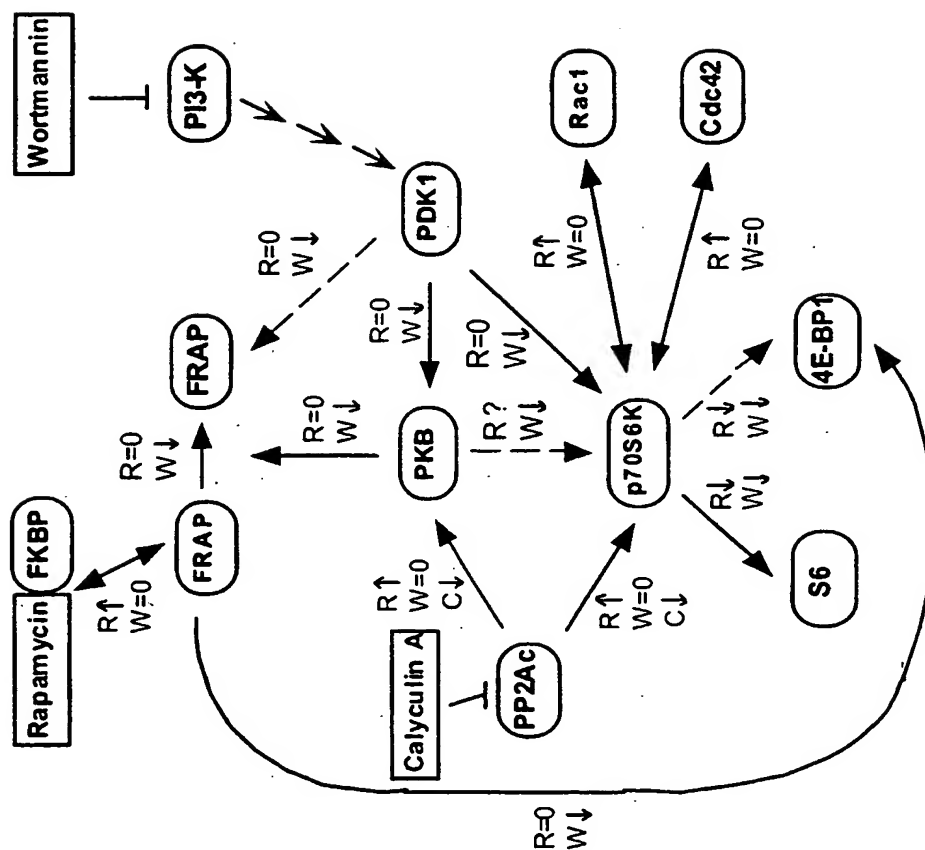 Wortmannin
PI3-K
Rapamycin
FKBP
R↑
W=0
FRAP
R=0
W↓
FRAP
R=0
W↓
PDK1
R=0
W↓
R=0
W↓
PKB
R=0
W↓
R?
W↓
Calyculin A
PP2Ac
R↑
W=0
C↓
R↑
W=0
C↓
p70S6K
R↑
W=0
Rac1
R↑
W=0
Cdc42
R↓
W↓
S6
R↓
W↓
4E-BP1
R=0
W↓